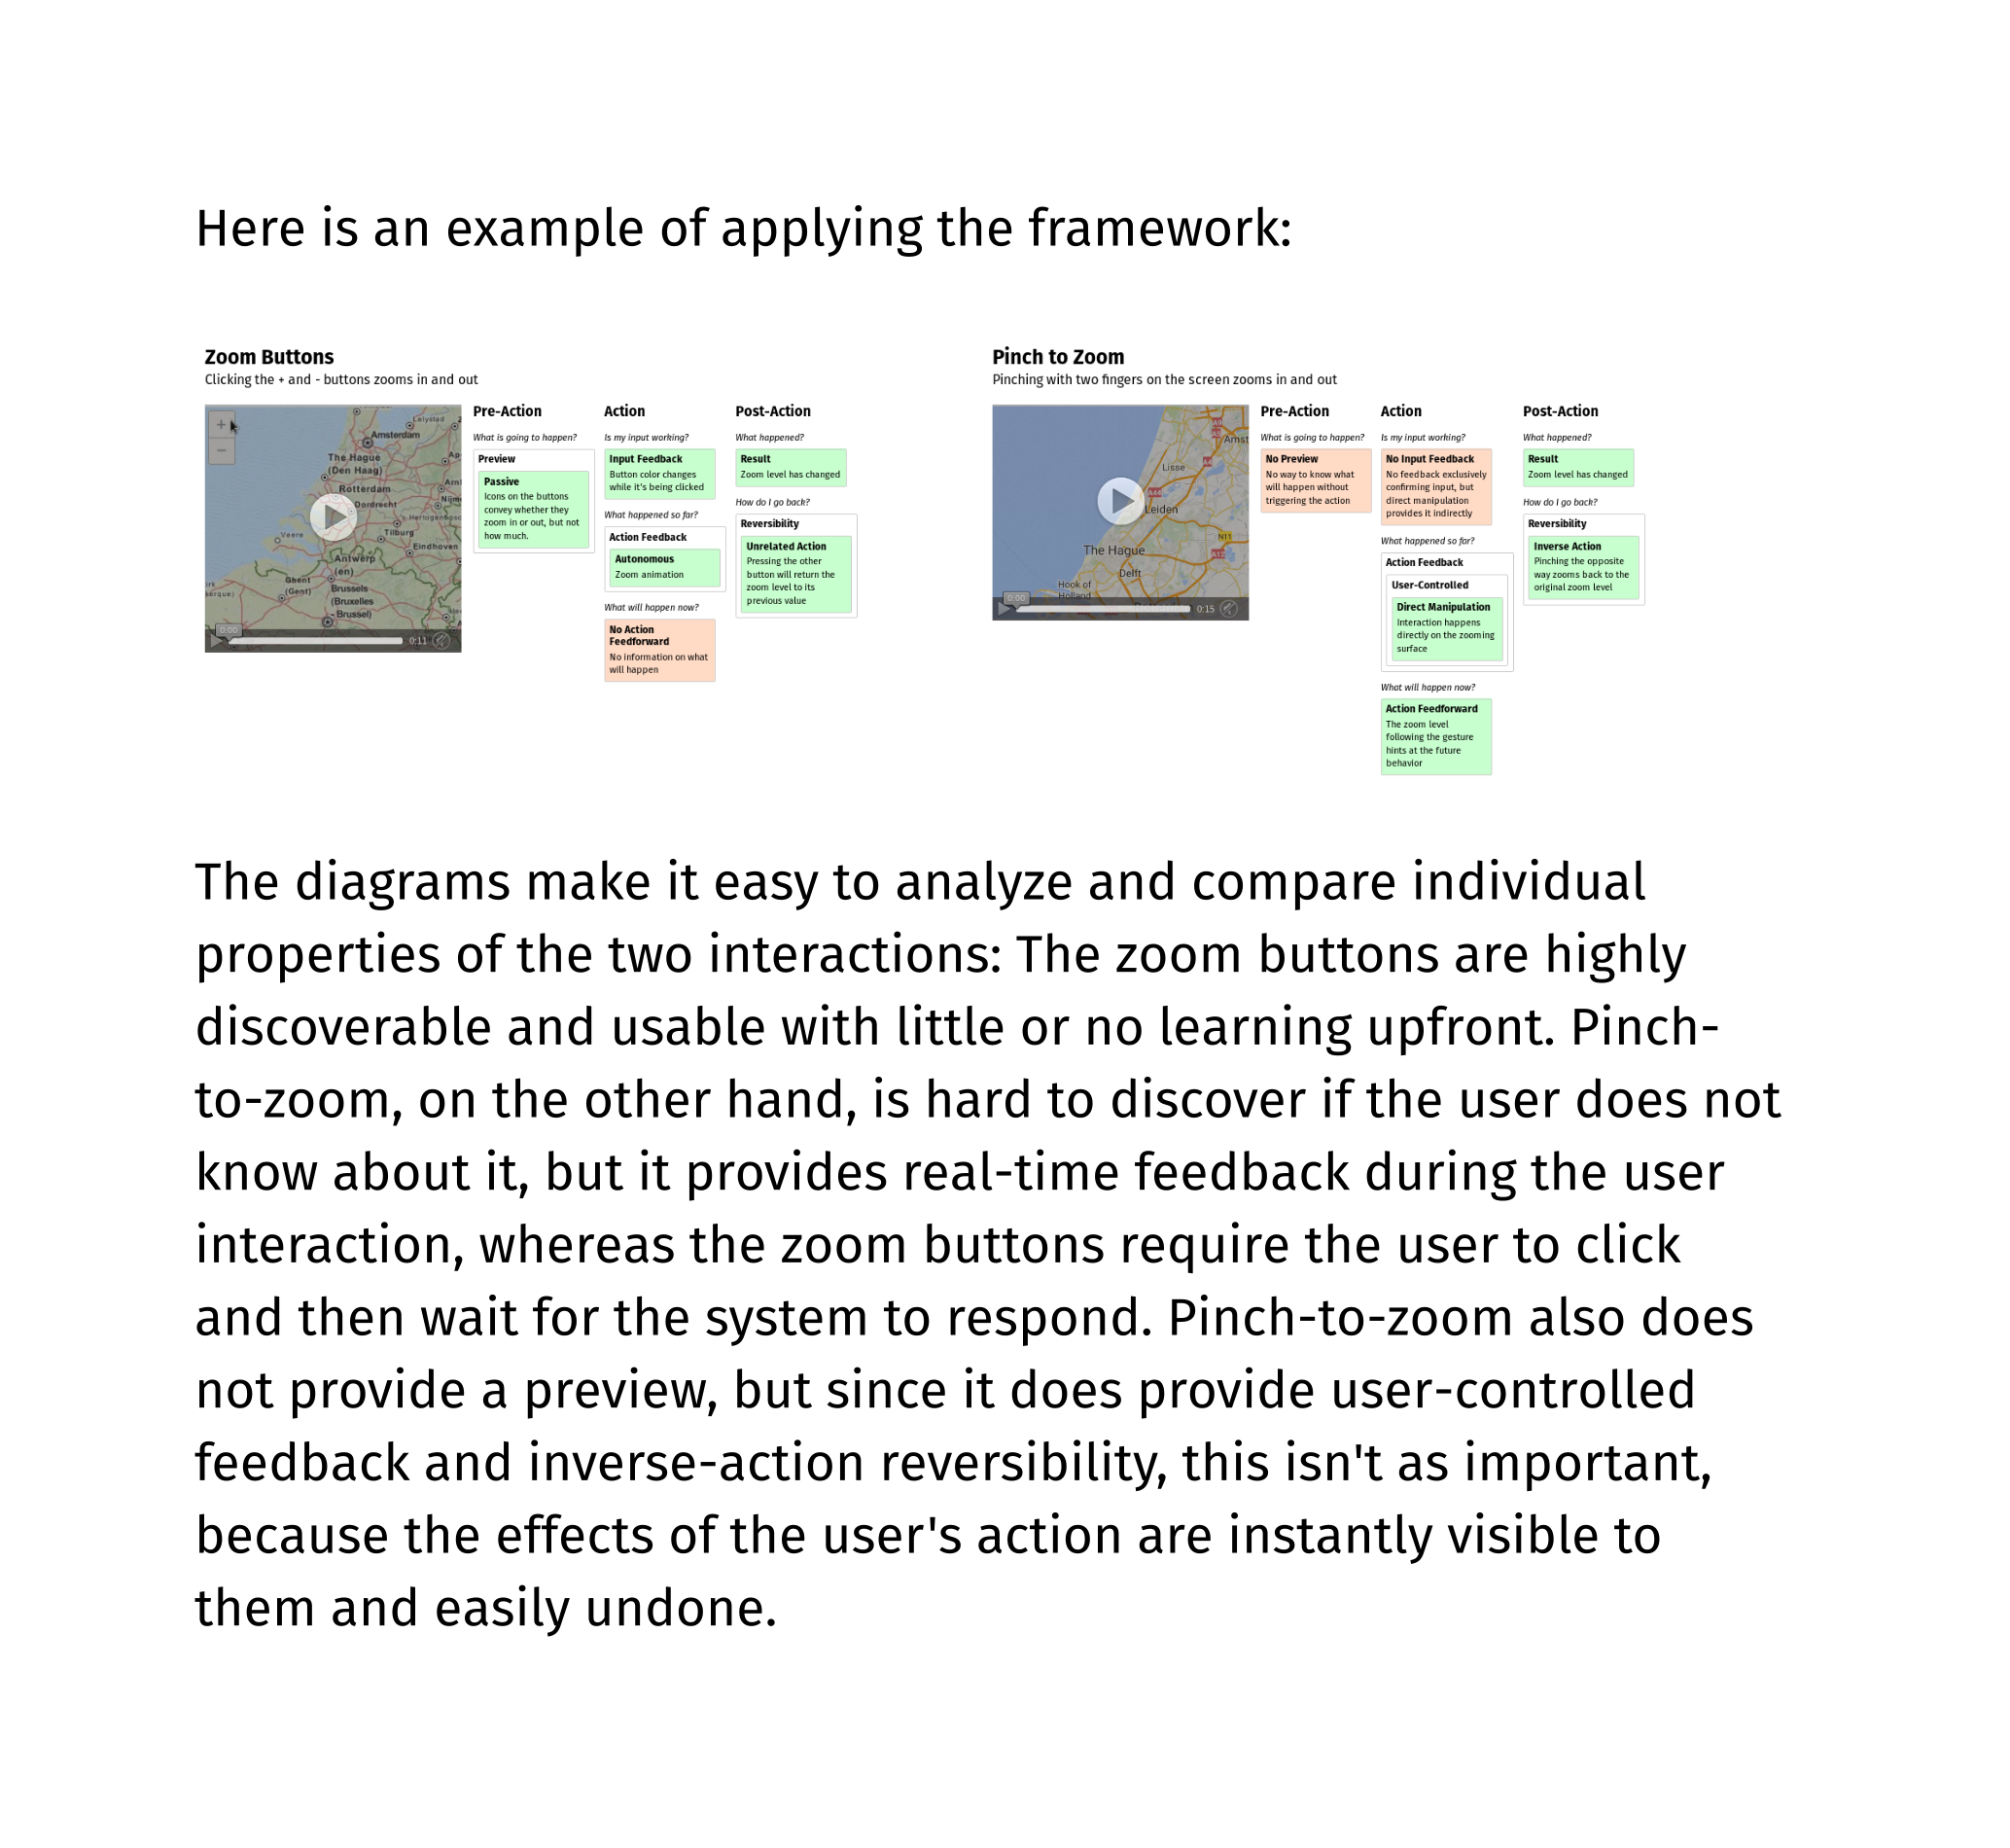 Here is an example of applying the framework:
Zoom Buttons
Clicking the + and - buttons zooms in and out
+
−
Lelystad
Amsterdam
The Hague
(Den Haag)
Rotterdam
Dordrecht
Nijm
's-Hertogenbosc
Tilburg
Veere
Eindhoven
Antwerp
(en)
Ghent
(Gent)
Brussels
(Bruxelles
- Brussel)
0:00
0:11
Pre-Action
What is going to happen?
Preview
Passive
Icons on the buttons
convey whether they
zoom in or out, but not
how much.
Action
Is my input working?
Input Feedback
Button color changes
while it's being clicked
What happened so far?
Action Feedback
Autonomous
Zoom animation
What will happen now?
No Action
Feedforward
No information on what
will happen
Post-Action
What happened?
Result
Zoom level has changed
How do I go back?
Reversibility
Unrelated Action
Pressing the other
button will return the
zoom level to its
previous value
Pinch to Zoom
Pinching with two fingers on the screen zooms in and out
Amst
Lisse
A4
A44
Leiden
N11
The Hague
Delft
Hook of
Holland
0:00
0:15
Pre-Action
What is going to happen?
No Preview
No way to know what
will happen without
triggering the action
Action
Is my input working?
No Input Feedback
No feedback exclusively
confirming input, but
direct manipulation
provides it indirectly
What happened so far?
Action Feedback
User-Controlled
Direct Manipulation
Interaction happens
directly on the zooming
surface
What will happen now?
Action Feedforward
The zoom level
following the gesture
hints at the future
behavior
Post-Action
What happened?
Result
Zoom level has changed
How do I go back?
Reversibility
Inverse Action
Pinching the opposite
way zooms back to the
original zoom level
The diagrams make it easy to analyze and compare individual
properties of the two interactions: The zoom buttons are highly
discoverable and usable with little or no learning upfront. Pinch-
to-zoom, on the other hand, is hard to discover if the user does not
know about it, but it provides real-time feedback during the user
interaction, whereas the zoom buttons require the user to click
and then wait for the system to respond. Pinch-to-zoom also does
not provide a preview, but since it does provide user-controlled
feedback and inverse-action reversibility, this isn't as important,
because the effects of the user's action are instantly visible to
them and easily undone.